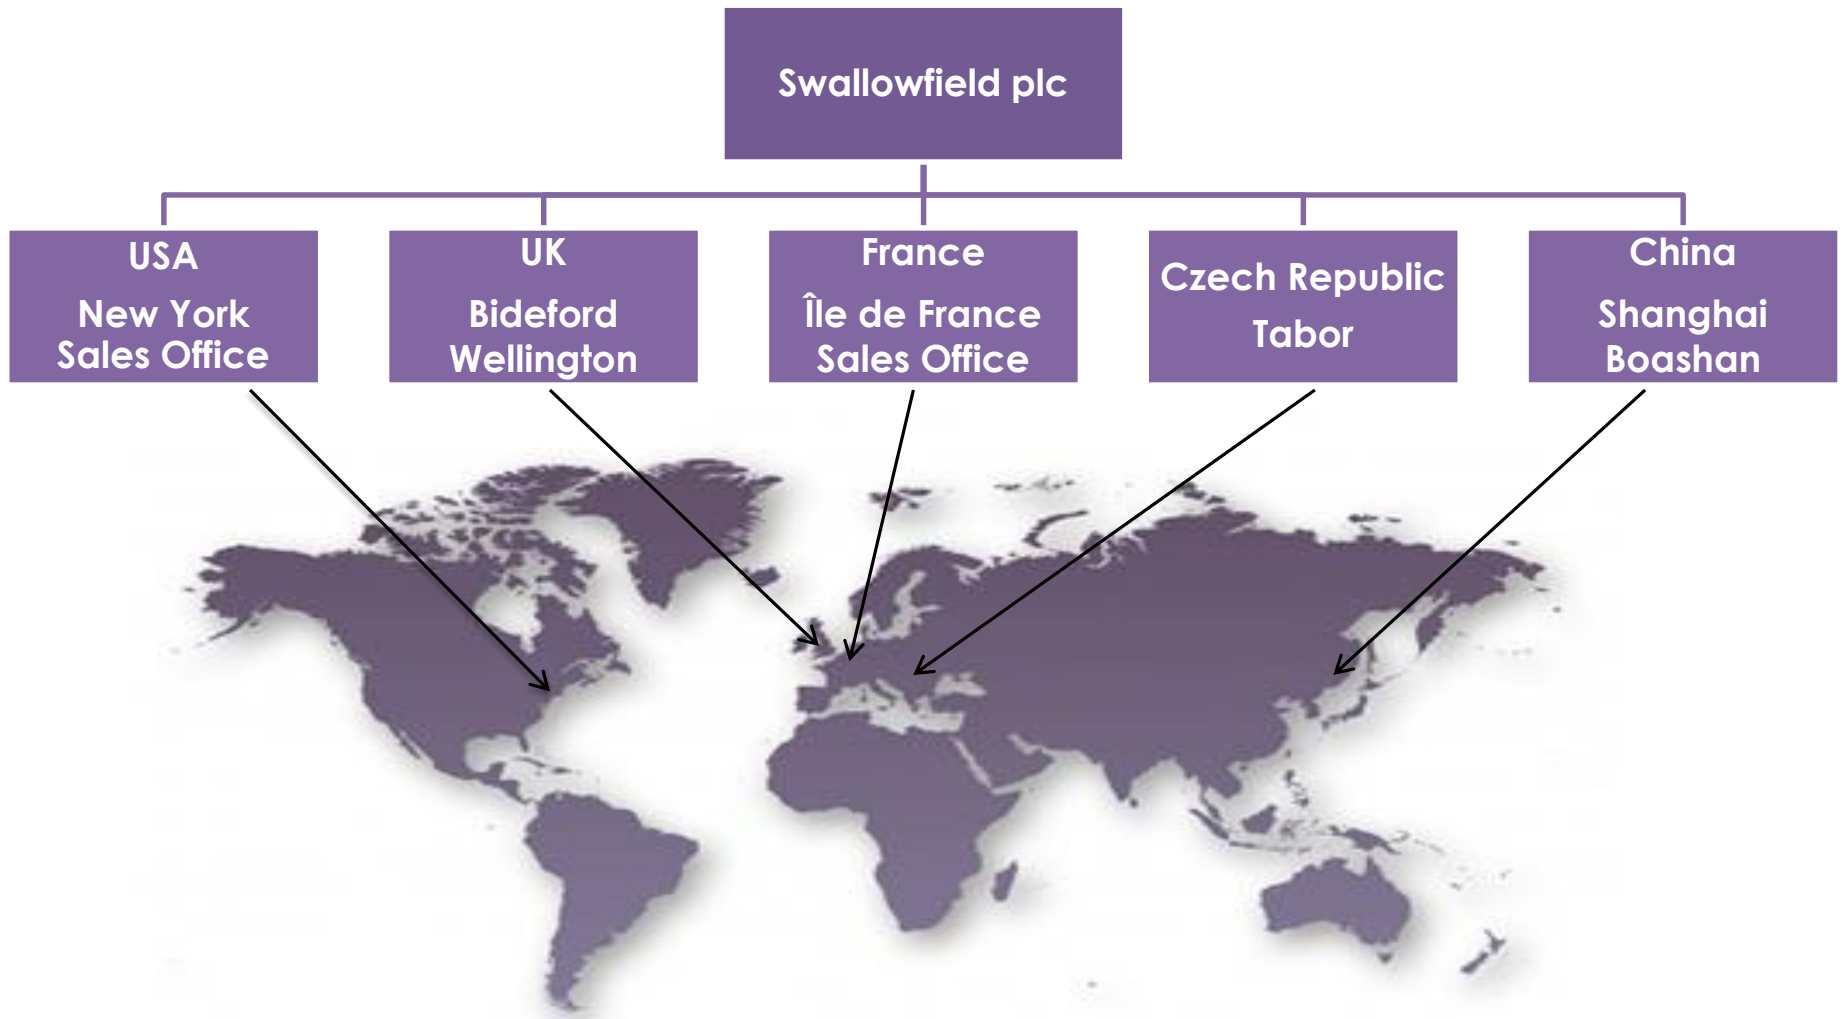 Swallowfield plc
USA
New York
Sales Office
UK
Bideford
Wellington
France
Île de France
Sales Office
Czech Republic
Tabor
China
Shanghai
Boashan